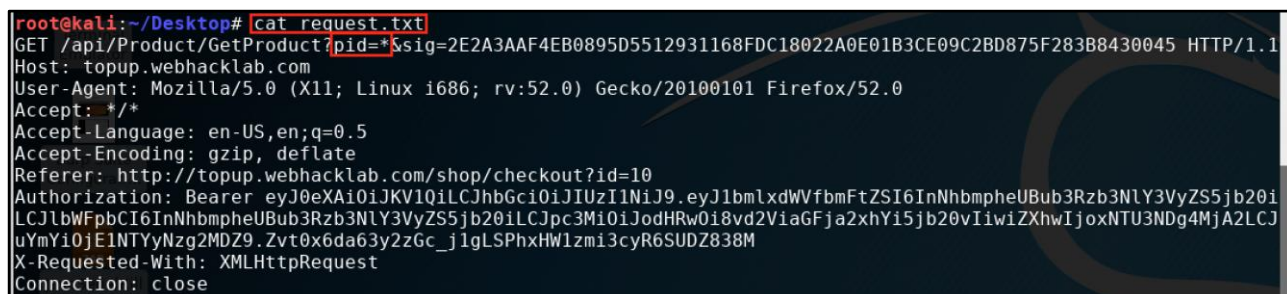 root@kali:~/Desktop# cat request.txt
GET /api/Product/GetProduct?pid=*&sig=2E2A3AAF4EB0895D5512931168FDC18022A0E01B3CE09C2BD875F283B8430045 HTTP/1.1
Host: topup.webhacklab.com
User-Agent: Mozilla/5.0 (X11; Linux i686; rv:52.0) Gecko/20100101 Firefox/52.0
Accept: */*
Accept-Language: en-US,en;q=0.5
Accept-Encoding: gzip, deflate
Referer: http://topup.webhacklab.com/shop/checkout?id=10
Authorization: Bearer eyJ0eXAiOiJKV1QiLCJhbGciOiJIUzI1NiJ9.eyJ1bmlxdWVfbmFtZSI6InNhbmpheUBub3Rzb3NlY3VyZS5jb20i
LCJlbWFpbCI6InNhbmpheUBub3Rzb3NlY3VyZS5jb20iLCJpc3MiOiJodHRwOi8vd2ViaGFja2xhYi5jb20vIiwiZXhwIjoxNTU3NDg4MjA2LCJ
uYmYiOjE1NTYyNzg2MDZ9.Zvt0x6da63y2zGc_j1gLSPhxHW1zmi3cyR6SUDZ838M
X-Requested-With: XMLHttpRequest
Connection: close